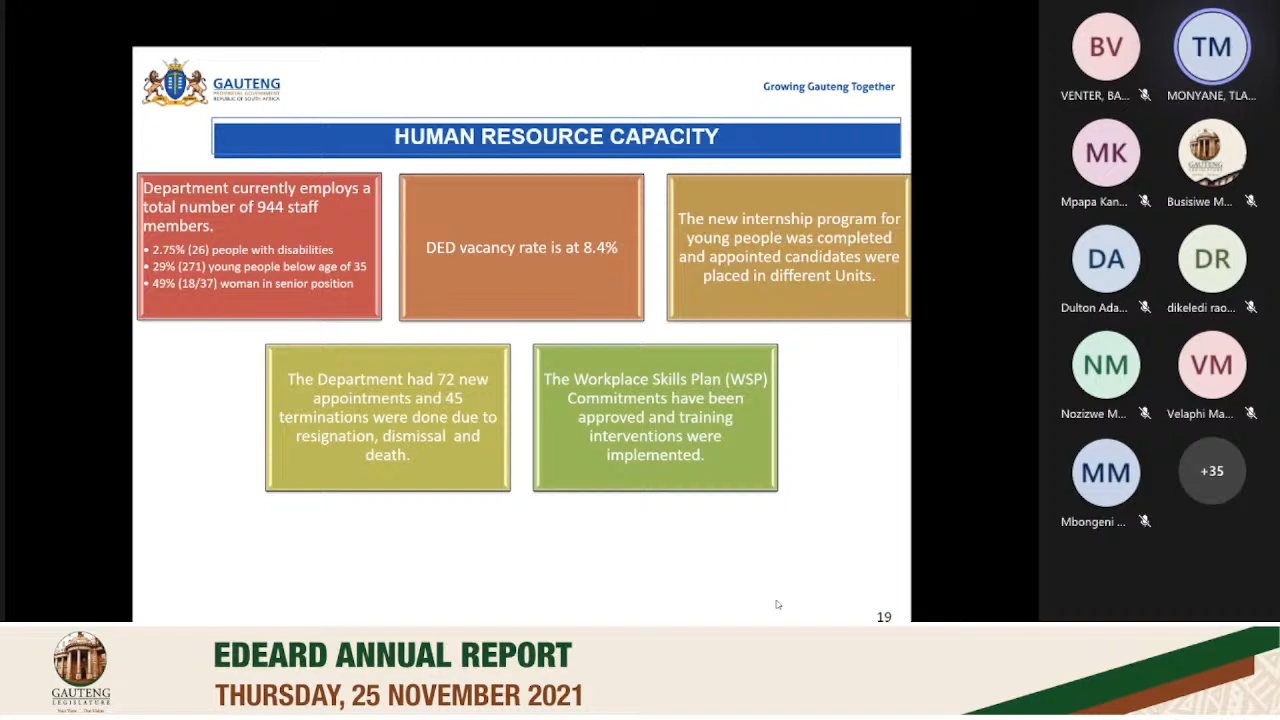 GAUTENG
PROVINCIAL GOVERNMENT
REPUBLIC OF SOUTH AFRICA
Growing Gauteng Together
HUMAN RESOURCE CAPACITY
Department currently employs a
total number of 944 staff
members.
• 2.75% (26) people with disabilities
• 29% (271) young people below age of 35
• 49% (18/37) woman in senior position
DED vacancy rate is at 8.4%
The new internship program for
young people was completed
and appointed candidates were
placed in different Units.
The Department had 72 new
appointments and 45
terminations were done due to
resignation, dismissal and
death.
The Workplace Skills Plan (WSP)
Commitments have been
approved and training
interventions were
implemented.
19
BV
VENTER, BA...
TM
MONYANE, TLA...
MK
Mpapa Kan...
GAUTENG
Busisiwe M...
DA
Dulton Ada...
DR
dikeledi rao...
NM
Nozizwe M...
VM
Velaphi Ma...
MM
Mbongeni ...
+35
GAUTENG
LEGISLATURE
Your View Our Vision
EDEARD ANNUAL REPORT
THURSDAY, 25 NOVEMBER 2021